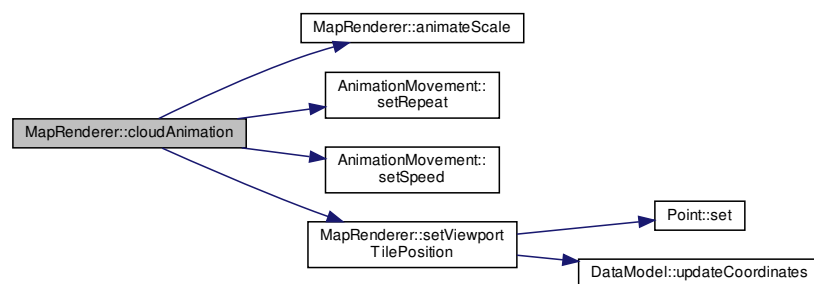 MapRenderer::animateScale
AnimationMovement::
setRepeat
MapRenderer::cloudAnimation
AnimationMovement::
setSpeed
MapRenderer::setViewport
TilePosition
Point::set
DataModel::updateCoordinates